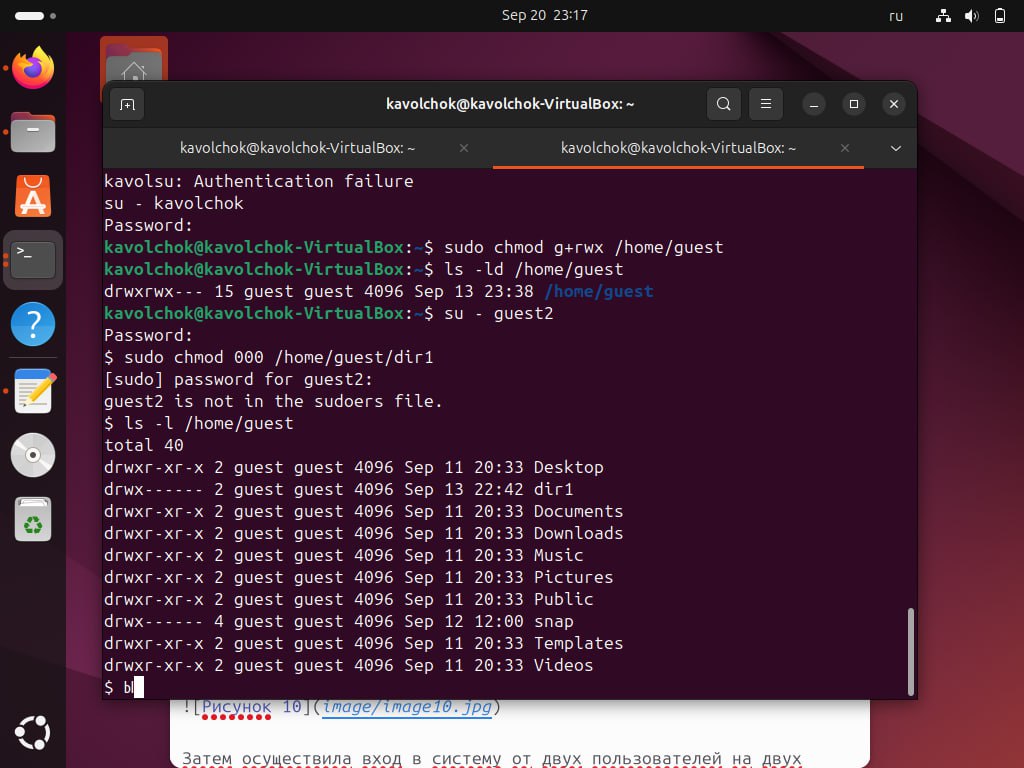 Sep 20 23:17
ru
kavolchok@kavolchok-VirtualBox: ~
kavolchok@kavolchok-VirtualBox: ~
kavolchok@kavolchok-VirtualBox: ~
kavolsu: Authentication failure
su - kavolchok
Password:
kavolchok@kavolchok-VirtualBox:~$ sudo chmod g+rwx /home/guest
kavolchok@kavolchok-VirtualBox:~$ ls -ld /home/guest
drwxrwx--- 15 guest guest 4096 Sep 13 23:38 /home/guest
kavolchok@kavolchok-VirtualBox:~$ su - guest2
Password:
$ sudo chmod 000 /home/guest/dir1
[sudo] password for guest2:
guest2 is not in the sudoers file.
$ ls -l /home/guest
total 40
drwxr-xr-x 2 guest guest 4096 Sep 11 20:33 Desktop
drwx------ 2 guest guest 4096 Sep 13 22:42 dir1
drwxr-xr-x 2 guest guest 4096 Sep 11 20:33 Documents
drwxr-xr-x 2 guest guest 4096 Sep 11 20:33 Downloads
drwxr-xr-x 2 guest guest 4096 Sep 11 20:33 Music
drwxr-xr-x 2 guest guest 4096 Sep 11 20:33 Pictures
drwxr-xr-x 2 guest guest 4096 Sep 11 20:33 Public
drwx------ 4 guest guest 4096 Sep 12 12:00 snap
drwxr-xr-x 2 guest guest 4096 Sep 11 20:33 Templates
drwxr-xr-x 2 guest guest 4096 Sep 11 20:33 Videos
$
![Рисунок 10](image/image10.jpg)
Затем осуществила вход в систему от двух пользователей на двух